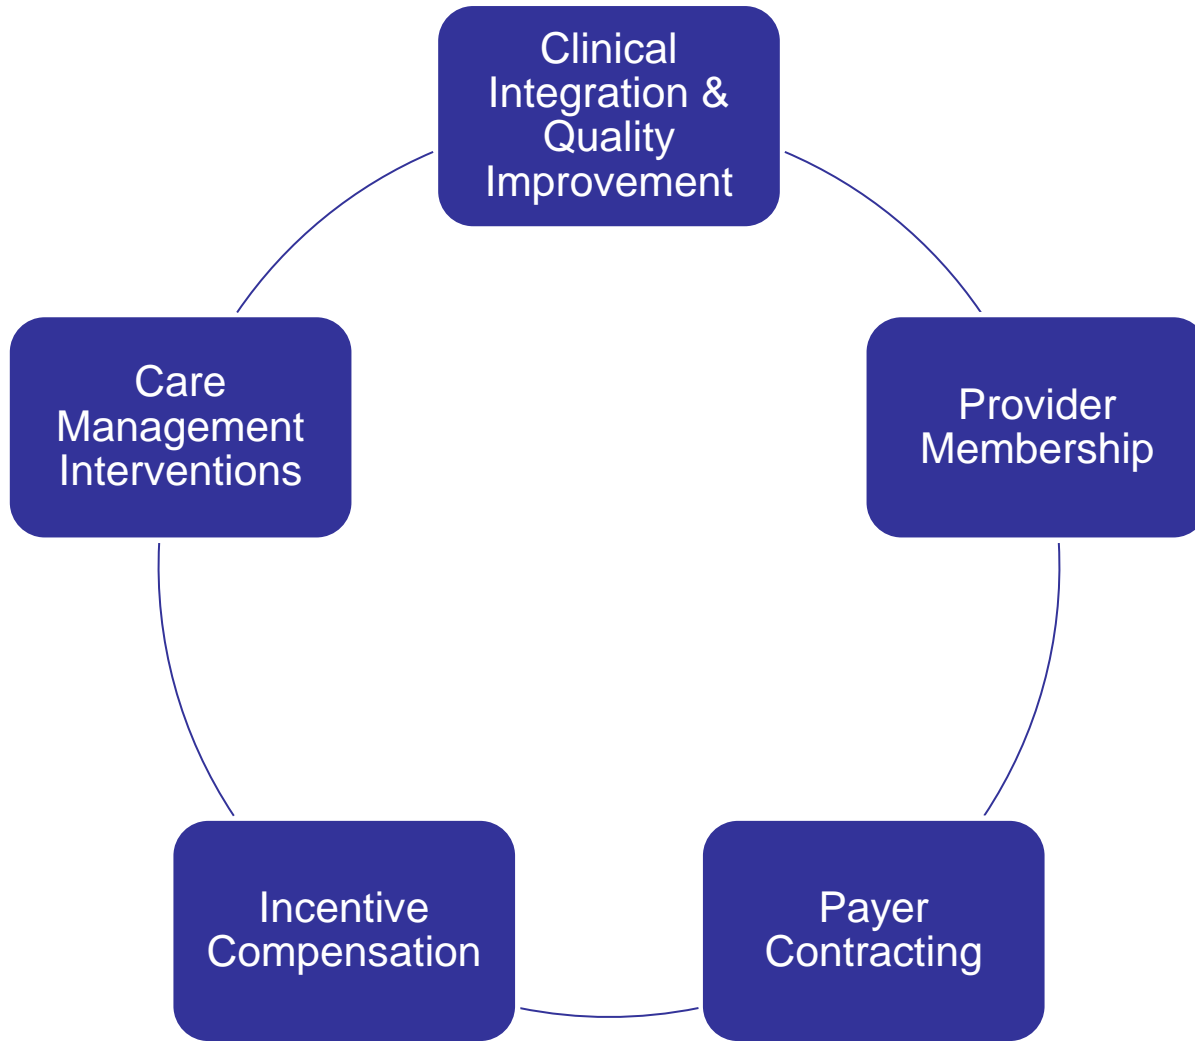 Clinical
Integration &
Quality
Improvement
Provider
Membership
Payer
Contracting
Incentive
Compensation
Care
Management
Interventions